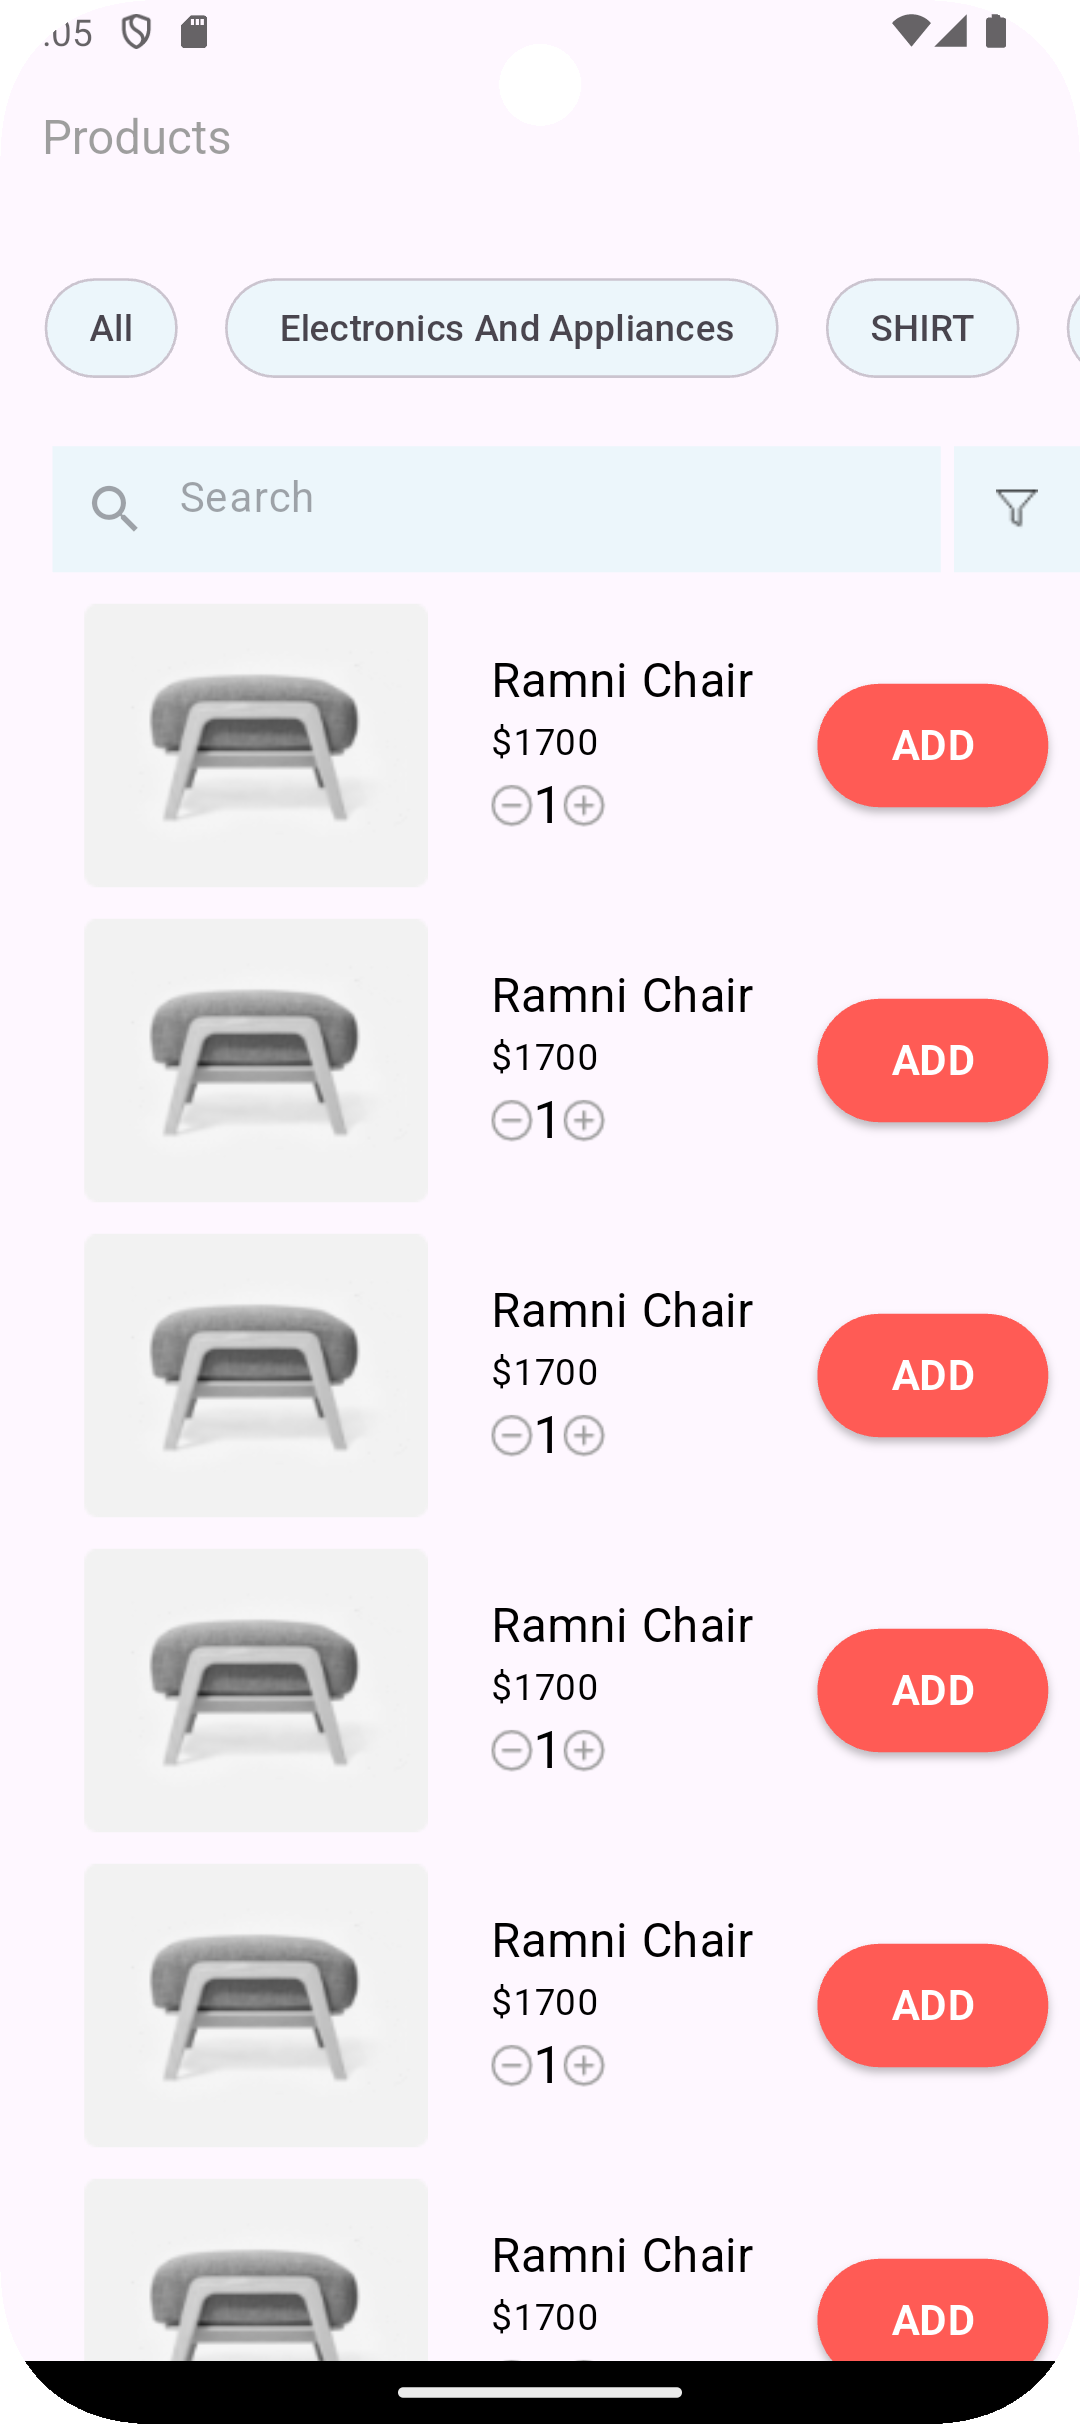 :05
Products
All
Electronics And Appliances
SHIRT
Search
Ramni Chair
$1700
1
ADD
Ramni Chair
$1700
1
ADD
Ramni Chair
$1700
1
ADD
Ramni Chair
$1700
1
ADD
Ramni Chair
$1700
1
ADD
Ramni Chair
$1700
ADD